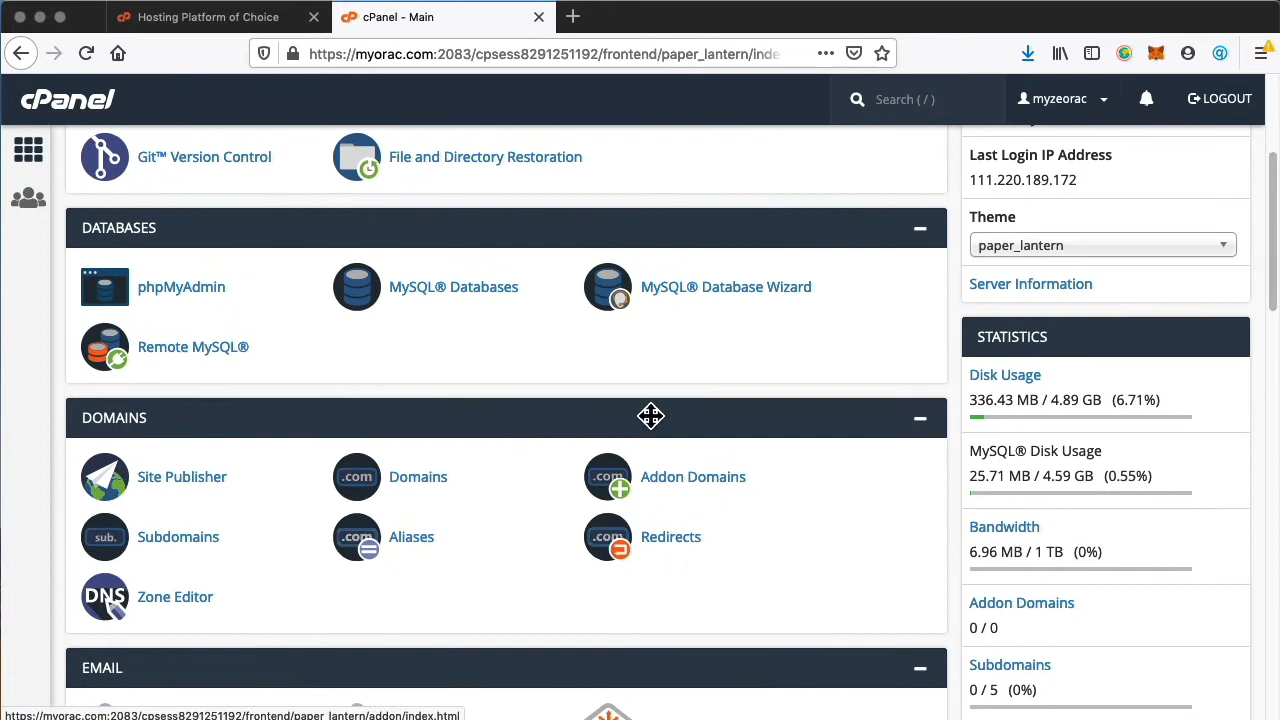 Hosting Platform of Choice
cPanel - Main
https://myorac.com:2083/cpsess8291251192/frontend/paper_lantern/inde
cPanel
Search ( / )
myzeorac
LOGOUT
Git™ Version Control
File and Directory Restoration
DATABASES
phpMyAdmin
MySQL® Databases
MySQL® Database Wizard
Remote MySQL®
DOMAINS
Site Publisher
.com
Domains
.com
Addon Domains
sub.
Subdomains
.com
Aliases
.com
Redirects
DNS
Zone Editor
EMAIL
Last Login IP Address
111.220.189.172
Theme
paper_lantern
Server Information
STATISTICS
Disk Usage
336.43 MB / 4.89 GB (6.71%)
MySQL® Disk Usage
25.71 MB / 4.59 GB (0.55%)
Bandwidth
6.96 MB / 1 TB (0%)
Addon Domains
0 / 0
Subdomains
0 / 5 (0%)
https://myorac.com:2083/cpsess8291251192/frontend/paper_lantern/addon/index.html